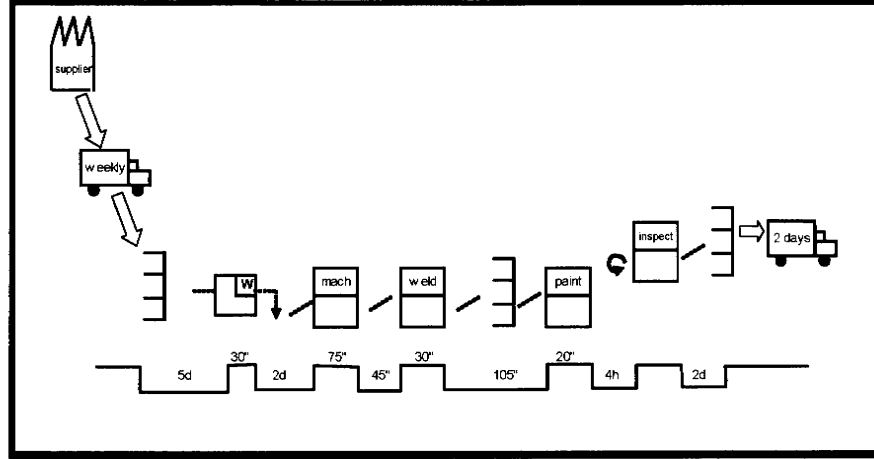 supplier
weekly
inspect
2 days
W
mach
weld
paint
30"
75"
30"
20"
5d
2d
45"
105"
4h
2d